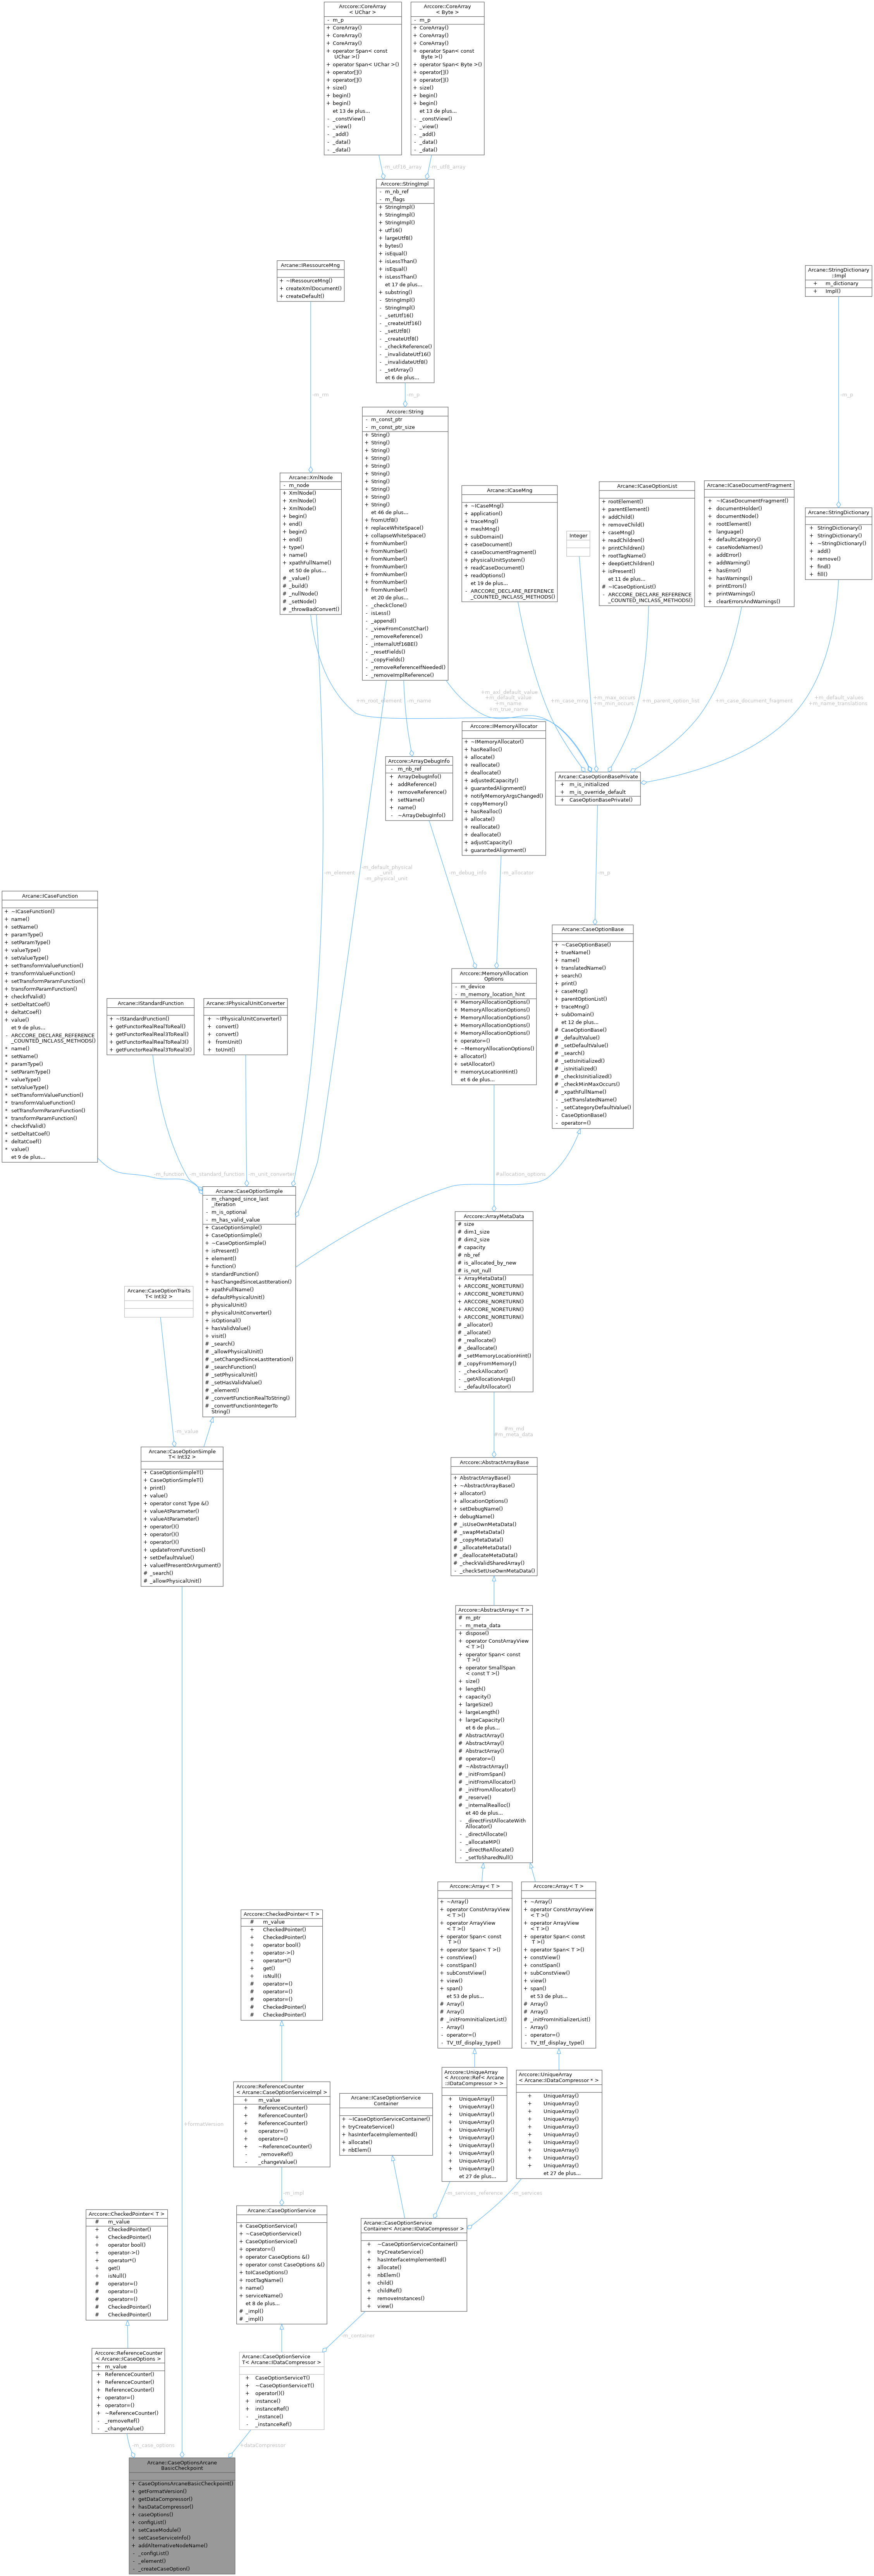 Arccore::CoreArray
< UChar >
- m_p
+ CoreArray()
+ CoreArray()
+ CoreArray()
+ operator Span< const
UChar >()
+ operator Span< UChar >()
+ operator[]()
+ operator[]()
+ size()
+ begin()
+ begin()
et 13 de plus...
- _constView()
- _view()
- _add()
- _data()
- _data()
Arccore::CoreArray
< Byte >
- m_p
+ CoreArray()
+ CoreArray()
+ CoreArray()
+ operator Span< const
Byte >()
+ operator Span< Byte >()
+ operator[]()
+ operator[]()
+ size()
+ begin()
+ begin()
et 13 de plus...
- _constView()
- _view()
- _add()
- _data()
- _data()
-m_utf16_array
-m_utf8_array
Arccore::StringImpl
- m_nb_ref
- m_flags
+ StringImpl()
+ StringImpl()
+ StringImpl()
+ utf16()
+ largeUtf8()
+ bytes()
+ isEqual()
+ isLessThan()
+ isEqual()
+ isLessThan()
et 17 de plus...
+ substring()
- StringImpl()
- StringImpl()
- _setUtf16()
- _createUtf16()
- _setUtf8()
- _createUtf8()
- _checkReference()
- _invalidateUtf16()
- _invalidateUtf8()
- _setArray()
et 6 de plus...
Arcane::IRessourceMng
+ ~IRessourceMng()
+ createXmlDocument()
+ createDefault()
Arcane::StringDictionary
::Impl
+ m_dictionary
+ Impl()
-m_rm
-m_p
-m_p
Arccore::String
- m_const_ptr
- m_const_ptr_size
+ String()
+ String()
+ String()
+ String()
+ String()
+ String()
+ String()
+ String()
+ String()
+ String()
et 46 de plus...
+ fromUtf8()
+ replaceWhiteSpace()
+ collapseWhiteSpace()
+ fromNumber()
+ fromNumber()
+ fromNumber()
+ fromNumber()
+ fromNumber()
+ fromNumber()
+ fromNumber()
et 20 de plus...
- _checkClone()
- isLess()
- _append()
- _viewFromConstChar()
- _removeReference()
- _internalUtf16BE()
- _resetFields()
- _copyFields()
- _removeReferenceIfNeeded()
- _removeImplReference()
Arcane::XmlNode
- m_node
+ XmlNode()
+ XmlNode()
+ XmlNode()
+ begin()
+ end()
+ begin()
+ end()
+ type()
+ name()
+ xpathFullName()
et 50 de plus...
# _value()
# _build()
# _nullNode()
# _setNode()
# _throwBadConvert()
Arcane::ICaseMng
+ ~ICaseMng()
+ application()
+ traceMng()
+ meshMng()
+ subDomain()
+ caseDocument()
+ caseDocumentFragment()
+ physicalUnitSystem()
+ readCaseDocument()
+ readOptions()
et 19 de plus...
- ARCCORE_DECLARE_REFERENCE
_COUNTED_INCLASS_METHODS()
Integer
Arcane::ICaseOptionList
+ rootElement()
+ parentElement()
+ addChild()
+ removeChild()
+ caseMng()
+ readChildren()
+ printChildren()
+ rootTagName()
+ deepGetChildren()
+ isPresent()
et 11 de plus...
# ~ICaseOptionList()
- ARCCORE_DECLARE_REFERENCE
_COUNTED_INCLASS_METHODS()
Arcane::ICaseDocumentFragment
+ ~ICaseDocumentFragment()
+ documentHolder()
+ documentNode()
+ rootElement()
+ language()
+ defaultCategory()
+ caseNodeNames()
+ addError()
+ addWarning()
+ hasError()
+ hasWarnings()
+ printErrors()
+ printWarnings()
+ clearErrorsAndWarnings()
Arcane::StringDictionary
+ StringDictionary()
+ StringDictionary()
+ ~StringDictionary()
+ add()
+ remove()
+ find()
+ fill()
+m_root_element
-m_name
+m_axl_default_value
+m_default_value
+m_name
+m_true_name
+m_case_mng
+m_max_occurs
+m_min_occurs
+m_parent_option_list
+m_case_document_fragment
+m_default_values
+m_name_translations
Arccore::ArrayDebugInfo
- m_nb_ref
+ ArrayDebugInfo()
+ addReference()
+ removeReference()
+ setName()
+ name()
- ~ArrayDebugInfo()
Arccore::IMemoryAllocator
+ ~IMemoryAllocator()
+ hasRealloc()
+ allocate()
+ reallocate()
+ deallocate()
+ adjustedCapacity()
+ guarantedAlignment()
+ notifyMemoryArgsChanged()
+ copyMemory()
+ hasRealloc()
+ allocate()
+ reallocate()
+ deallocate()
+ adjustCapacity()
+ guarantedAlignment()
Arcane::CaseOptionBasePrivate
+ m_is_initialized
+ m_is_override_default
+ CaseOptionBasePrivate()
-m_element
-m_default_physical
_unit
-m_physical_unit
-m_debug_info
-m_allocator
-m_p
Arcane::ICaseFunction
+ ~ICaseFunction()
+ name()
+ setName()
+ paramType()
+ setParamType()
+ valueType()
+ setValueType()
+ setTransformValueFunction()
+ transformValueFunction()
+ setTransformParamFunction()
+ transformParamFunction()
+ checkIfValid()
+ setDeltatCoef()
+ deltatCoef()
+ value()
et 9 de plus...
- ARCCORE_DECLARE_REFERENCE
_COUNTED_INCLASS_METHODS()
* name()
* setName()
* paramType()
* setParamType()
* valueType()
* setValueType()
* setTransformValueFunction()
* transformValueFunction()
* setTransformParamFunction()
* transformParamFunction()
* checkIfValid()
* setDeltatCoef()
* deltatCoef()
* value()
et 9 de plus...
Arcane::IStandardFunction
+ ~IStandardFunction()
+ getFunctorRealRealToReal()
+ getFunctorRealReal3ToReal()
+ getFunctorRealRealToReal3()
+ getFunctorRealReal3ToReal3()
Arcane::IPhysicalUnitConverter
+ ~IPhysicalUnitConverter()
+ convert()
+ convert()
+ fromUnit()
+ toUnit()
Arccore::MemoryAllocation
Options
- m_device
- m_memory_location_hint
+ MemoryAllocationOptions()
+ MemoryAllocationOptions()
+ MemoryAllocationOptions()
+ MemoryAllocationOptions()
+ MemoryAllocationOptions()
+ operator=()
+ ~MemoryAllocationOptions()
+ allocator()
+ setAllocator()
+ memoryLocationHint()
et 6 de plus...
Arcane::CaseOptionBase
+ ~CaseOptionBase()
+ trueName()
+ name()
+ translatedName()
+ search()
+ print()
+ caseMng()
+ parentOptionList()
+ traceMng()
+ subDomain()
et 12 de plus...
# CaseOptionBase()
# _defaultValue()
# _setDefaultValue()
# _search()
# _setIsInitialized()
# _isInitialized()
# _checkIsInitialized()
# _checkMinMaxOccurs()
# _xpathFullName()
- _setTranslatedName()
- _setCategoryDefaultValue()
- CaseOptionBase()
- operator=()
-m_function
-m_standard_function
-m_unit_converter
#allocation_options
Arcane::CaseOptionSimple
- m_changed_since_last
_iteration
- m_is_optional
- m_has_valid_value
+ CaseOptionSimple()
+ CaseOptionSimple()
+ ~CaseOptionSimple()
+ isPresent()
+ element()
+ function()
+ standardFunction()
+ hasChangedSinceLastIteration()
+ xpathFullName()
+ defaultPhysicalUnit()
+ physicalUnit()
+ physicalUnitConverter()
+ isOptional()
+ hasValidValue()
+ visit()
# _search()
# _allowPhysicalUnit()
# _setChangedSinceLastIteration()
# _searchFunction()
# _setPhysicalUnit()
# _setHasValidValue()
# _element()
# _convertFunctionRealToString()
# _convertFunctionIntegerTo
String()
Arccore::ArrayMetaData
# size
# dim1_size
# dim2_size
# capacity
# nb_ref
# is_allocated_by_new
# is_not_null
+ ArrayMetaData()
+ ARCCORE_NORETURN()
+ ARCCORE_NORETURN()
+ ARCCORE_NORETURN()
+ ARCCORE_NORETURN()
+ ARCCORE_NORETURN()
# _allocator()
# _allocate()
# _reallocate()
# _deallocate()
# _setMemoryLocationHint()
# _copyFromMemory()
- _checkAllocator()
- _getAllocationArgs()
- _defaultAllocator()
Arcane::CaseOptionTraits
T< Int32 >
-m_value
#m_md
#m_meta_data
Arcane::CaseOptionSimple
T< Int32 >
+ CaseOptionSimpleT()
+ CaseOptionSimpleT()
+ print()
+ value()
+ operator const Type &()
+ valueAtParameter()
+ valueAtParameter()
+ operator()()
+ operator()()
+ operator()()
+ updateFromFunction()
+ setDefaultValue()
+ valueIfPresentOrArgument()
# _search()
# _allowPhysicalUnit()
Arccore::AbstractArrayBase
+ AbstractArrayBase()
+ ~AbstractArrayBase()
+ allocator()
+ allocationOptions()
+ setDebugName()
+ debugName()
# _isUseOwnMetaData()
# _swapMetaData()
# _copyMetaData()
# _allocateMetaData()
# _deallocateMetaData()
# _checkValidSharedArray()
- _checkSetUseOwnMetaData()
Arccore::AbstractArray< T >
# m_ptr
- m_meta_data
+ dispose()
+ operator ConstArrayView
< T >()
+ operator Span< const
T >()
+ operator SmallSpan
< const T >()
+ size()
+ length()
+ capacity()
+ largeSize()
+ largeLength()
+ largeCapacity()
et 6 de plus...
# AbstractArray()
# AbstractArray()
# AbstractArray()
# operator=()
# ~AbstractArray()
# _initFromSpan()
# _initFromAllocator()
# _initFromAllocator()
# _reserve()
# _internalRealloc()
et 40 de plus...
- _directFirstAllocateWith
Allocator()
- _directAllocate()
- _allocateMP()
- _directReAllocate()
- _setToSharedNull()
Arccore::Array< T >
+ ~Array()
+ operator ConstArrayView
< T >()
+ operator ArrayView
< T >()
+ operator Span< const
T >()
+ operator Span< T >()
+ constView()
+ constSpan()
+ subConstView()
+ view()
+ span()
et 53 de plus...
# Array()
# Array()
# _initFromInitializerList()
- Array()
- operator=()
- TV_ttf_display_type()
Arccore::Array< T >
+ ~Array()
+ operator ConstArrayView
< T >()
+ operator ArrayView
< T >()
+ operator Span< const
T >()
+ operator Span< T >()
+ constView()
+ constSpan()
+ subConstView()
+ view()
+ span()
et 53 de plus...
# Array()
# Array()
# _initFromInitializerList()
- Array()
- operator=()
- TV_ttf_display_type()
Arccore::CheckedPointer< T >
# m_value
+ CheckedPointer()
+ CheckedPointer()
+ operator bool()
+ operator->()
+ operator*()
+ get()
+ isNull()
# operator=()
# operator=()
# operator=()
# CheckedPointer()
# CheckedPointer()
Arccore::ReferenceCounter
< Arcane::CaseOptionServiceImpl >
+ m_value
+ ReferenceCounter()
+ ReferenceCounter()
+ ReferenceCounter()
+ operator=()
+ operator=()
+ ~ReferenceCounter()
- _removeRef()
- _changeValue()
Arcane::ICaseOptionService
Container
+ ~ICaseOptionServiceContainer()
+ tryCreateService()
+ hasInterfaceImplemented()
+ allocate()
+ nbElem()
Arccore::UniqueArray
< Arccore::Ref< Arcane
::IDataCompressor > >
+ UniqueArray()
+ UniqueArray()
+ UniqueArray()
+ UniqueArray()
+ UniqueArray()
+ UniqueArray()
+ UniqueArray()
+ UniqueArray()
+ UniqueArray()
+ UniqueArray()
et 27 de plus...
Arccore::UniqueArray
< Arcane::IDataCompressor * >
+ UniqueArray()
+ UniqueArray()
+ UniqueArray()
+ UniqueArray()
+ UniqueArray()
+ UniqueArray()
+ UniqueArray()
+ UniqueArray()
+ UniqueArray()
+ UniqueArray()
et 27 de plus...
+formatVersion
-m_impl
-m_services_reference
-m_services
Arccore::CheckedPointer< T >
# m_value
+ CheckedPointer()
+ CheckedPointer()
+ operator bool()
+ operator->()
+ operator*()
+ get()
+ isNull()
# operator=()
# operator=()
# operator=()
# CheckedPointer()
# CheckedPointer()
Arcane::CaseOptionService
+ CaseOptionService()
+ ~CaseOptionService()
+ CaseOptionService()
+ operator=()
+ operator CaseOptions &()
+ operator const CaseOptions &()
+ toICaseOptions()
+ rootTagName()
+ name()
+ serviceName()
et 8 de plus...
# _impl()
# _impl()
Arcane::CaseOptionService
Container< Arcane::IDataCompressor >
+ ~CaseOptionServiceContainer()
+ tryCreateService()
+ hasInterfaceImplemented()
+ allocate()
+ nbElem()
+ child()
+ childRef()
+ removeInstances()
+ view()
-m_container
Arccore::ReferenceCounter
< Arcane::ICaseOptions >
+ m_value
+ ReferenceCounter()
+ ReferenceCounter()
+ ReferenceCounter()
+ operator=()
+ operator=()
+ ~ReferenceCounter()
- _removeRef()
- _changeValue()
Arcane::CaseOptionService
T< Arcane::IDataCompressor >
+ CaseOptionServiceT()
+ ~CaseOptionServiceT()
+ operator()()
+ instance()
+ instanceRef()
- _instance()
- _instanceRef()
-m_case_options
+dataCompressor
Arcane::CaseOptionsArcane
BasicCheckpoint
+ CaseOptionsArcaneBasicCheckpoint()
+ getFormatVersion()
+ getDataCompressor()
+ hasDataCompressor()
+ caseOptions()
+ configList()
+ setCaseModule()
+ setCaseServiceInfo()
+ addAlternativeNodeName()
- _configList()
- _element()
- _createCaseOption()